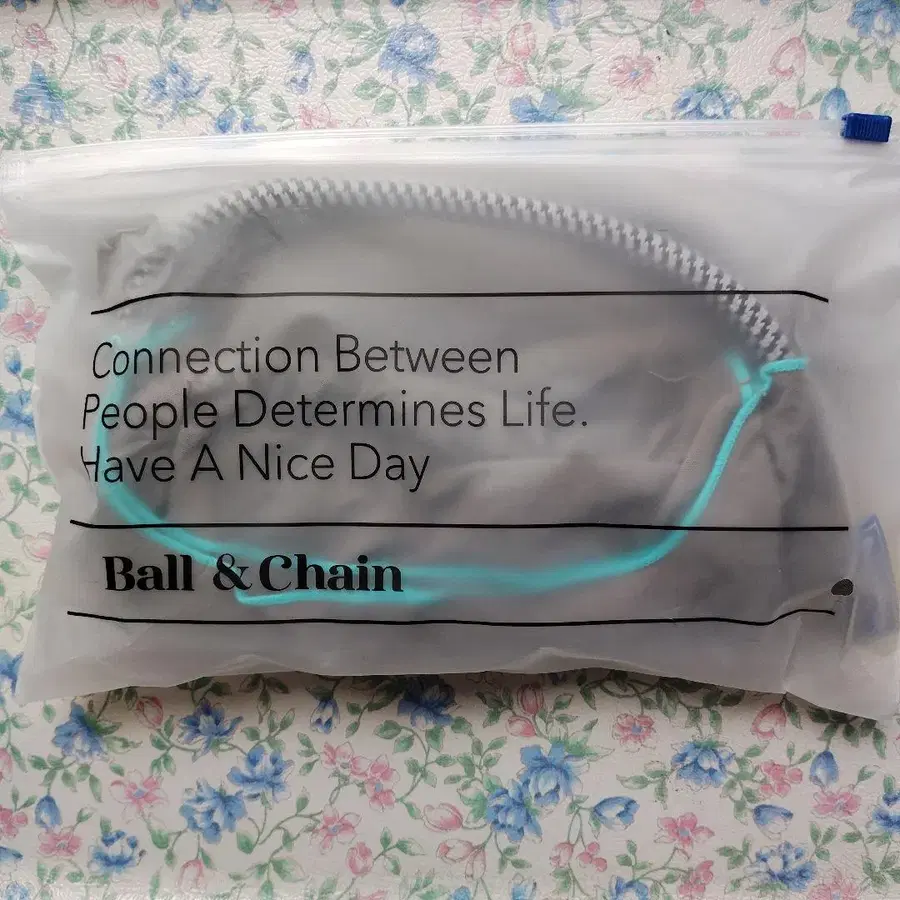 Connection Between
People Determines Life.
Have A Nice Day
Ball & Chain